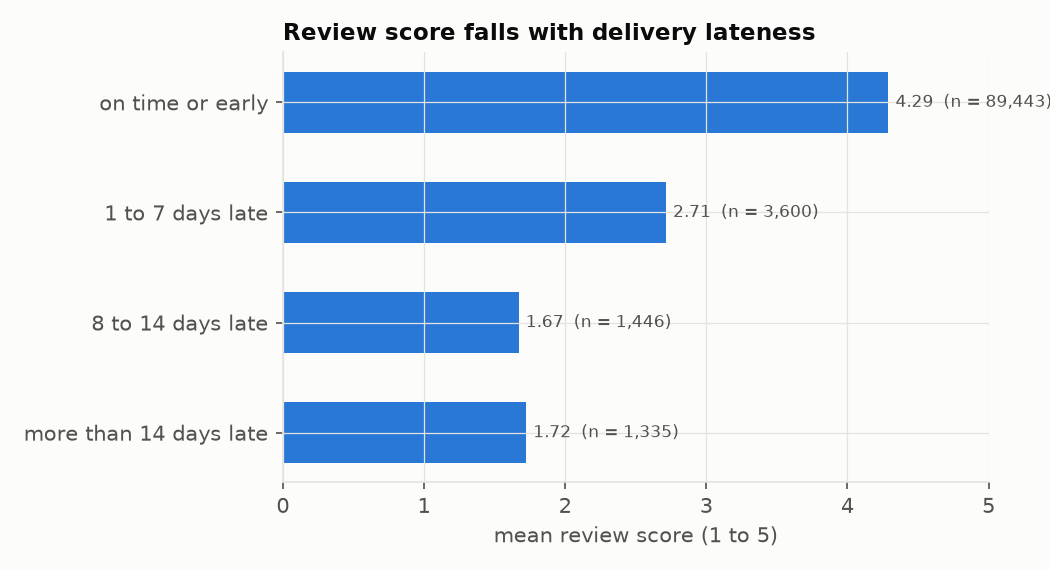 Review score falls with delivery lateness
on time or early 4.29 (n = 89,443)
1 to 7 days late 2.71 (n = 3,600)
8 to 14 days late 1.67 (n = 1,446)
more than 14 days late 1.72 (n = 1,335)
0 1 2 3 4 5
mean review score (1 to 5)